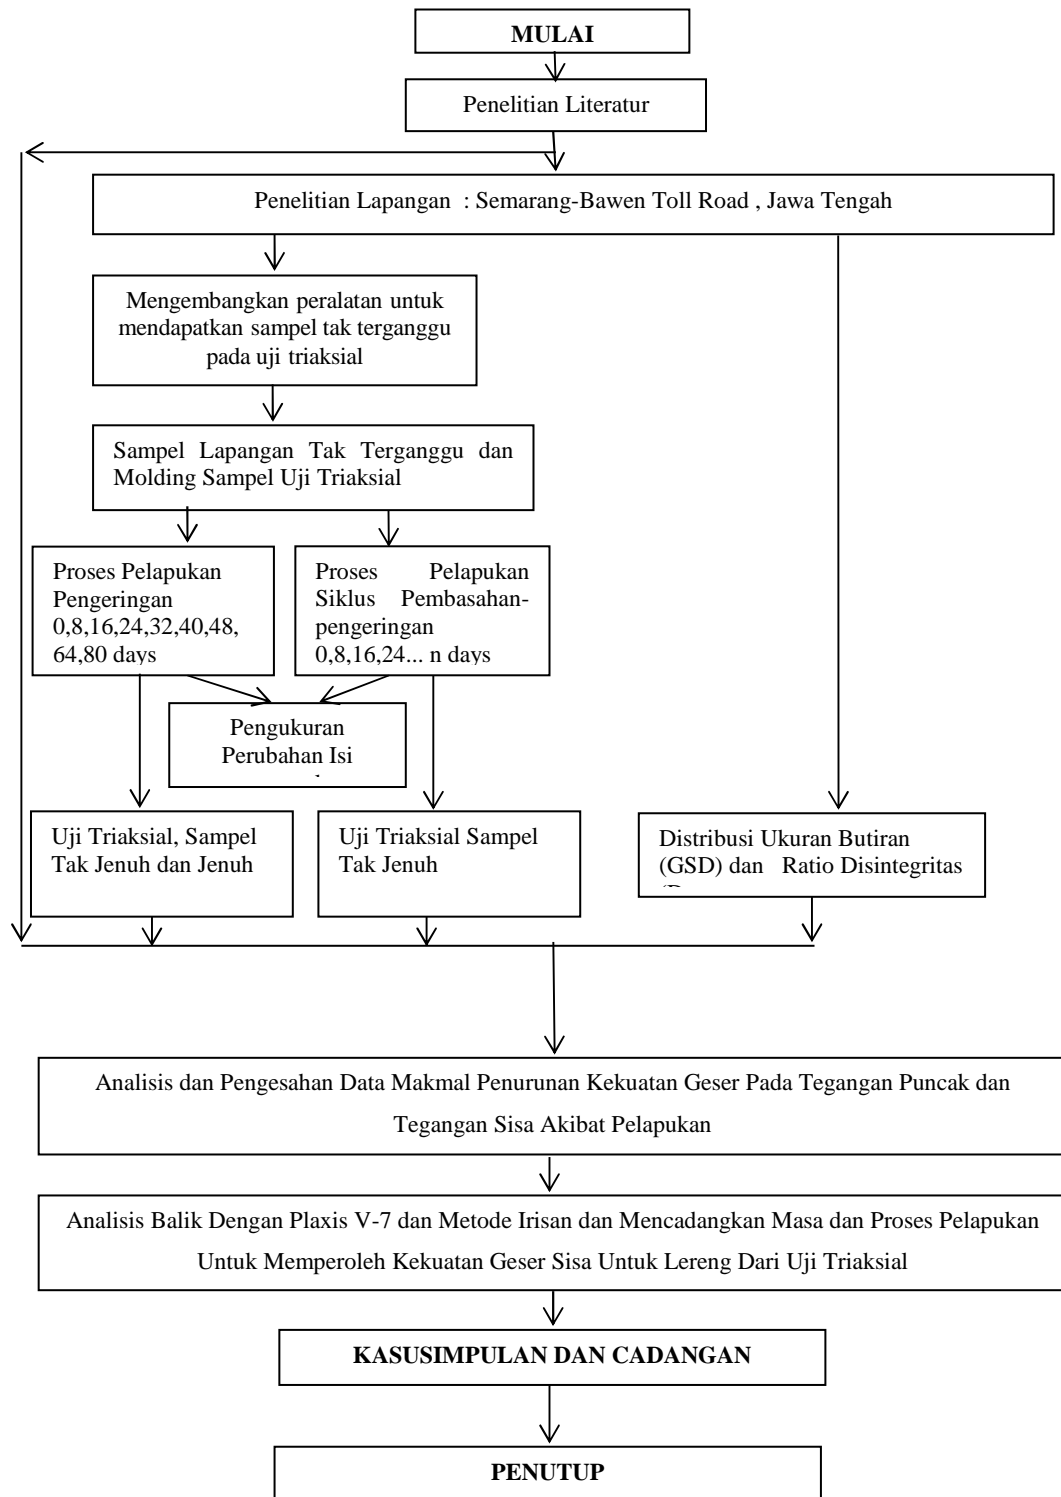 MULAI
Penelitian Literatur
Penelitian Lapangan : Semarang-Bawen Toll Road , Jawa Tengah
Mengembangkan peralatan untuk
mendapatkan sampel tak terganggu
pada uji triaksial
Sampel Lapangan Tak Terganggu dan
Molding Sampel Uji Triaksial
Proses Pelapukan
Pengeringan
0,8,16,24,32,40,48,
64,80 days
Proses Pelapukan
Siklus Pembasahan-
pengeringan
0,8,16,24... n days
Pengukuran
Perubahan Isi
Uji Triaksial, Sampel
Tak Jenuh dan Jenuh
Uji Triaksial Sampel
Tak Jenuh
Distribusi Ukuran Butiran
(GSD) dan Ratio Disintegritas
Analisis dan Pengesahan Data Makmal Penurunan Kekuatan Geser Pada Tegangan Puncak dan
Tegangan Sisa Akibat Pelapukan
Analisis Balik Dengan Plaxis V-7 dan Metode Irisan dan Mencadangkan Masa dan Proses Pelapukan
Untuk Memperoleh Kekuatan Geser Sisa Untuk Lereng Dari Uji Triaksial
KASUSIMPULAN DAN CADANGAN
PENUTUP